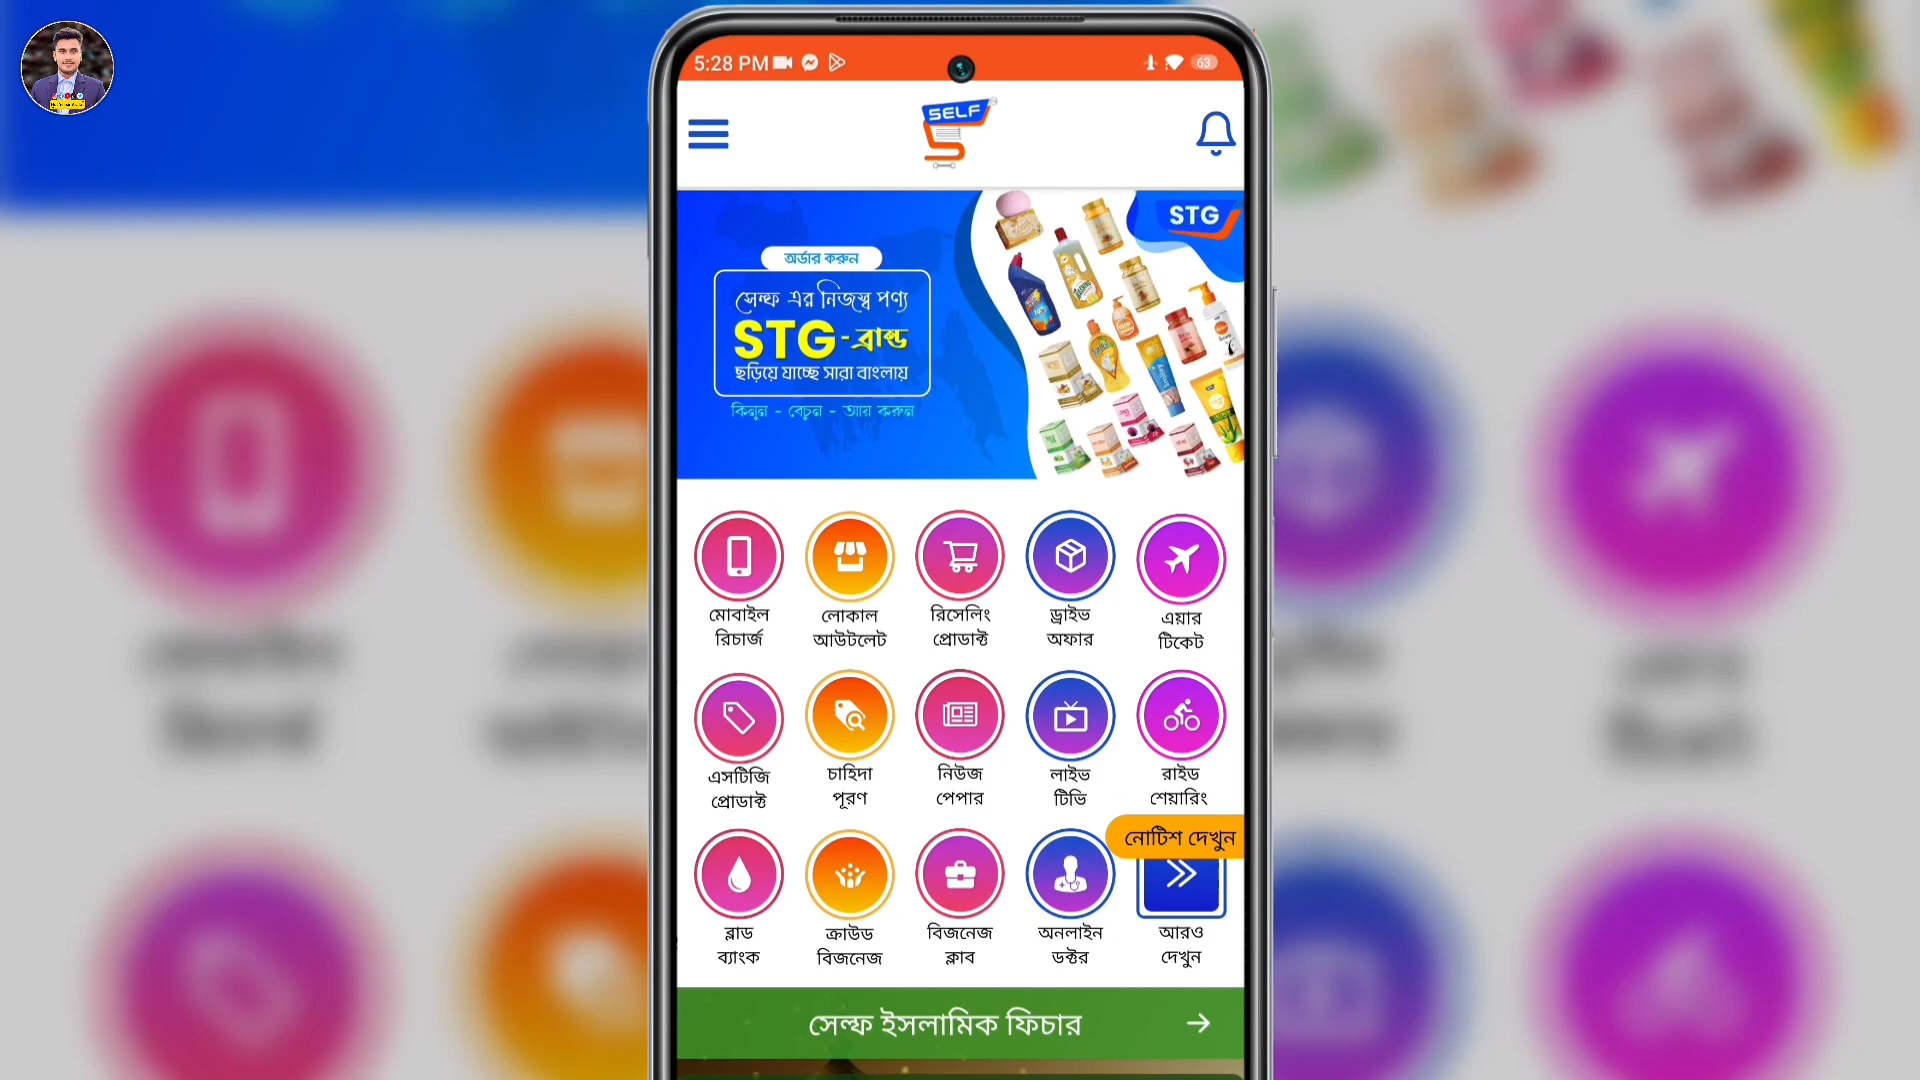 5:28 PM
63
SELF
STG
অর্ডার করুন
সেল্ফ এর নিজস্ব পণ্য
STG-ব্রান্ড
ছড়িয়ে যাচ্ছে সারা বাংলায়
কিনুন - বেচুন - আয় করুন
মোবাইল রিচার্জ
লোকাল আউটলেট
রিসেলিং প্রোডাক্ট
ড্রাইভ অফার
এয়ার টিকেট
এসটিজি প্রোডাক্ট
চাহিদা পূরণ
নিউজ পেপার
লাইভ টিভি
রাইড শেয়ারিং
নোটিশ দেখুন
ব্লাড ব্যাংক
ক্রাউড বিজনেজ
বিজনেজ ক্লাব
অনলাইন ডক্টর
আরও দেখুন
সেল্ফ ইসলামিক ফিচার